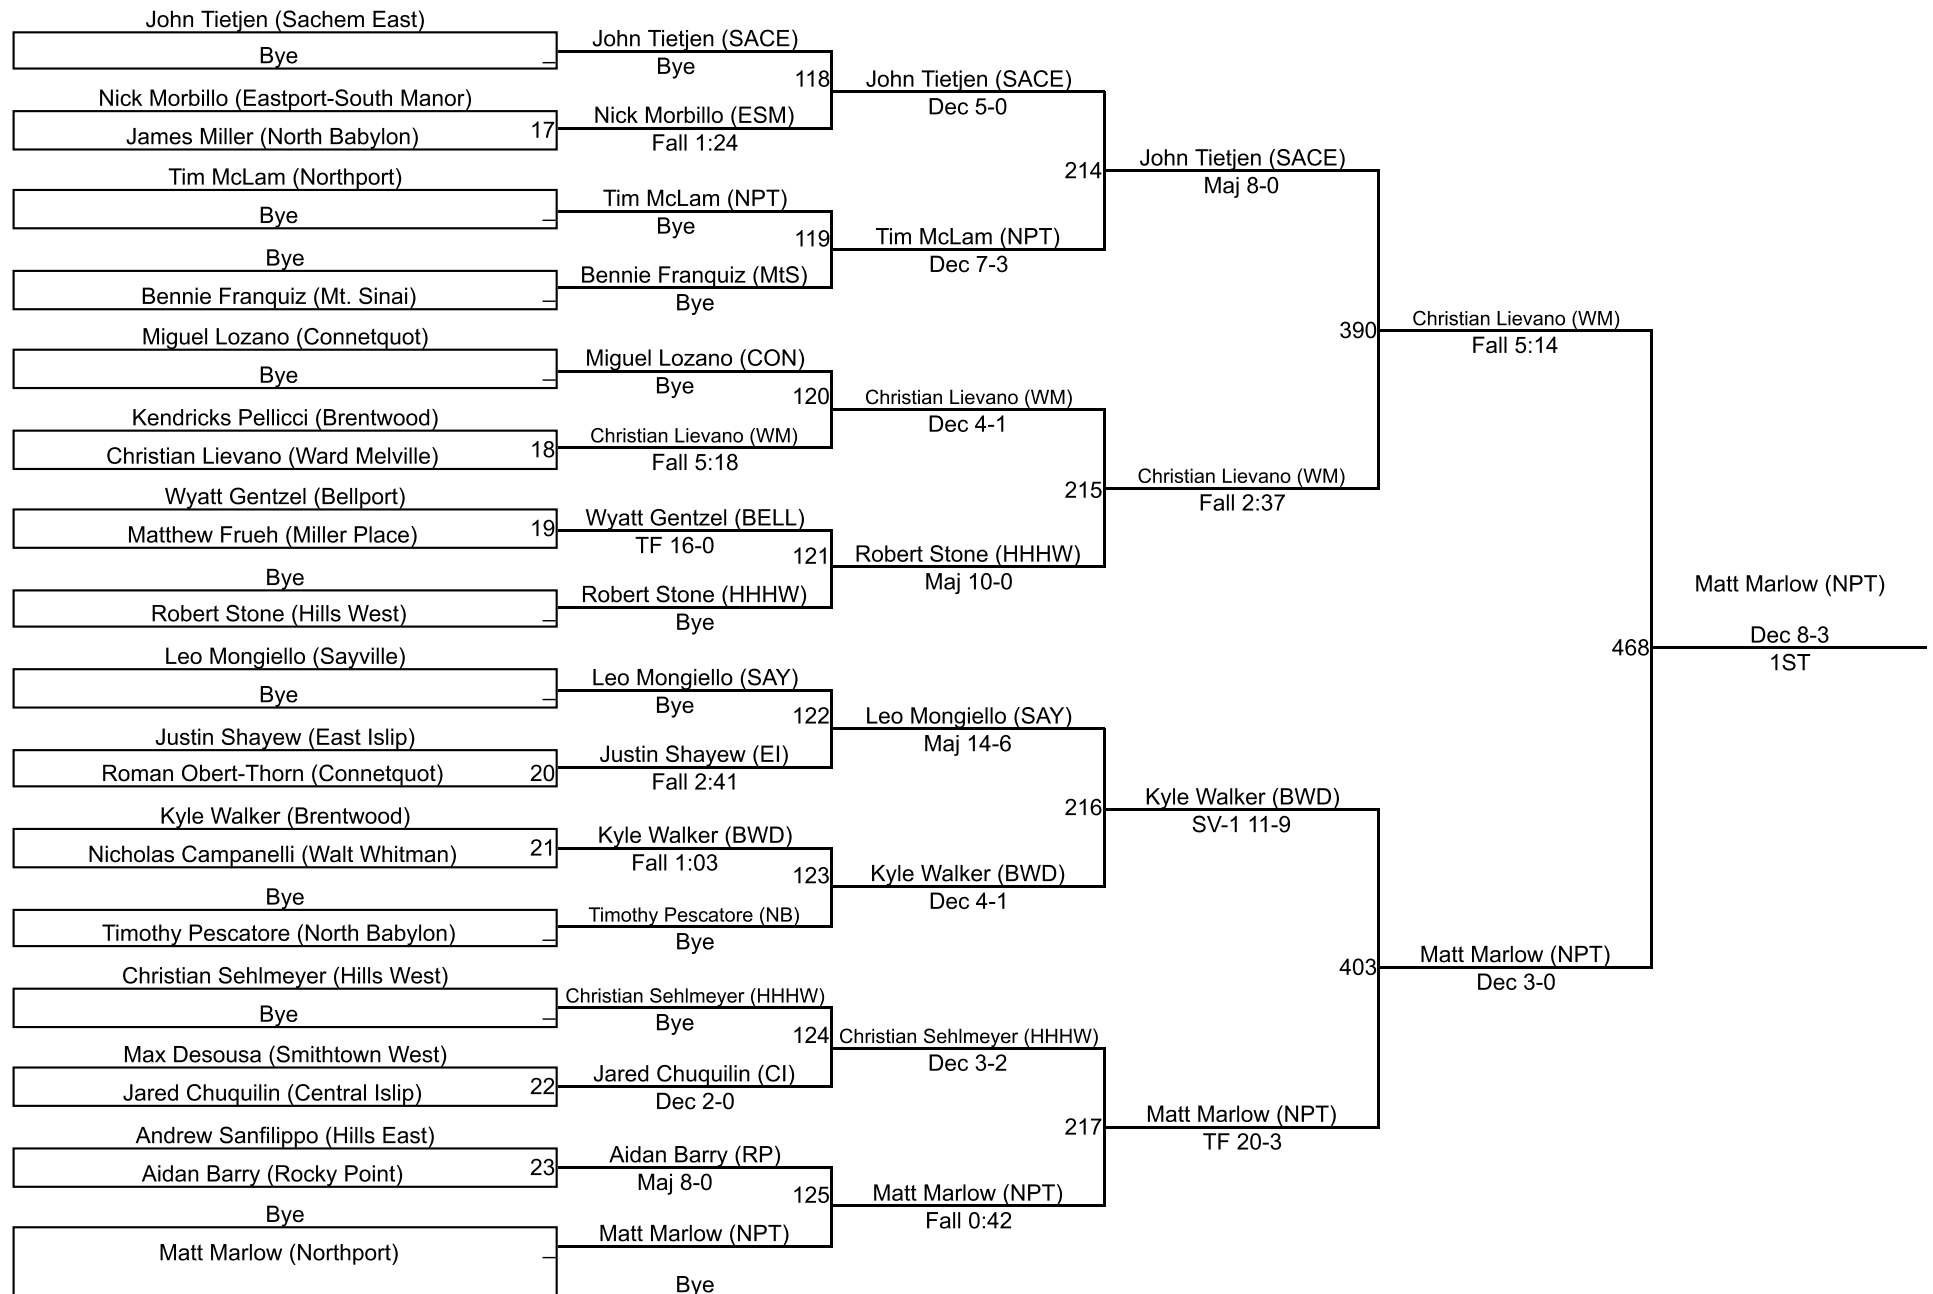 John Tietjen (Sachem East)
Bye
_
Nick Morbillo (Eastport-South Manor)
James Miller (North Babylon)
17
Tim McLam (Northport)
Bye
_
Bye
Bennie Franquiz (Mt. Sinai)
_
Miguel Lozano (Connetquot)
Bye
_
Kendricks Pellicci (Brentwood)
Christian Lievano (Ward Melville)
18
Wyatt Gentzel (Bellport)
Matthew Frueh (Miller Place)
19
Bye
Robert Stone (Hills West)
_
Leo Mongiello (Sayville)
Bye
_
Justin Shayew (East Islip)
Roman Obert-Thorn (Connetquot)
20
Kyle Walker (Brentwood)
Nicholas Campanelli (Walt Whitman)
21
Bye
Timothy Pescatore (North Babylon)
_
Christian Sehlmeyer (Hills West)
Bye
_
Max Desousa (Smithtown West)
Jared Chuquilin (Central Islip)
22
Andrew Sanfilippo (Hills East)
Aidan Barry (Rocky Point)
23
Bye
Matt Marlow (Northport)
_
John Tietjen (SACE)
Bye
118
Nick Morbillo (ESM)
Fall 1:24
Tim McLam (NPT)
Bye
119
Bennie Franquiz (MtS)
Bye
Miguel Lozano (CON)
Bye
120
Christian Lievano (WM)
Fall 5:18
Wyatt Gentzel (BELL)
TF 16-0
121
Robert Stone (HHHW)
Bye
Leo Mongiello (SAY)
Bye
122
Justin Shayew (EI)
Fall 2:41
Kyle Walker (BWD)
Fall 1:03
123
Timothy Pescatore (NB)
Bye
Christian Sehlmeyer (HHHW)
Bye
124
Jared Chuquilin (CI)
Dec 2-0
Aidan Barry (RP)
Maj 8-0
125
Matt Marlow (NPT)
Bye
John Tietjen (SACE)
Dec 5-0
214
Tim McLam (NPT)
Dec 7-3
Christian Lievano (WM)
Dec 4-1
215
Robert Stone (HHHW)
Maj 10-0
Leo Mongiello (SAY)
Maj 14-6
216
Kyle Walker (BWD)
Dec 4-1
Christian Sehlmeyer (HHHW)
Dec 3-2
217
Matt Marlow (NPT)
Fall 0:42
John Tietjen (SACE)
Maj 8-0
390
Christian Lievano (WM)
Fall 2:37
Kyle Walker (BWD)
SV-1 11-9
403
Matt Marlow (NPT)
TF 20-3
Christian Lievano (WM)
Fall 5:14
468
Matt Marlow (NPT)
Dec 3-0
Matt Marlow (NPT)
Dec 8-3
1ST